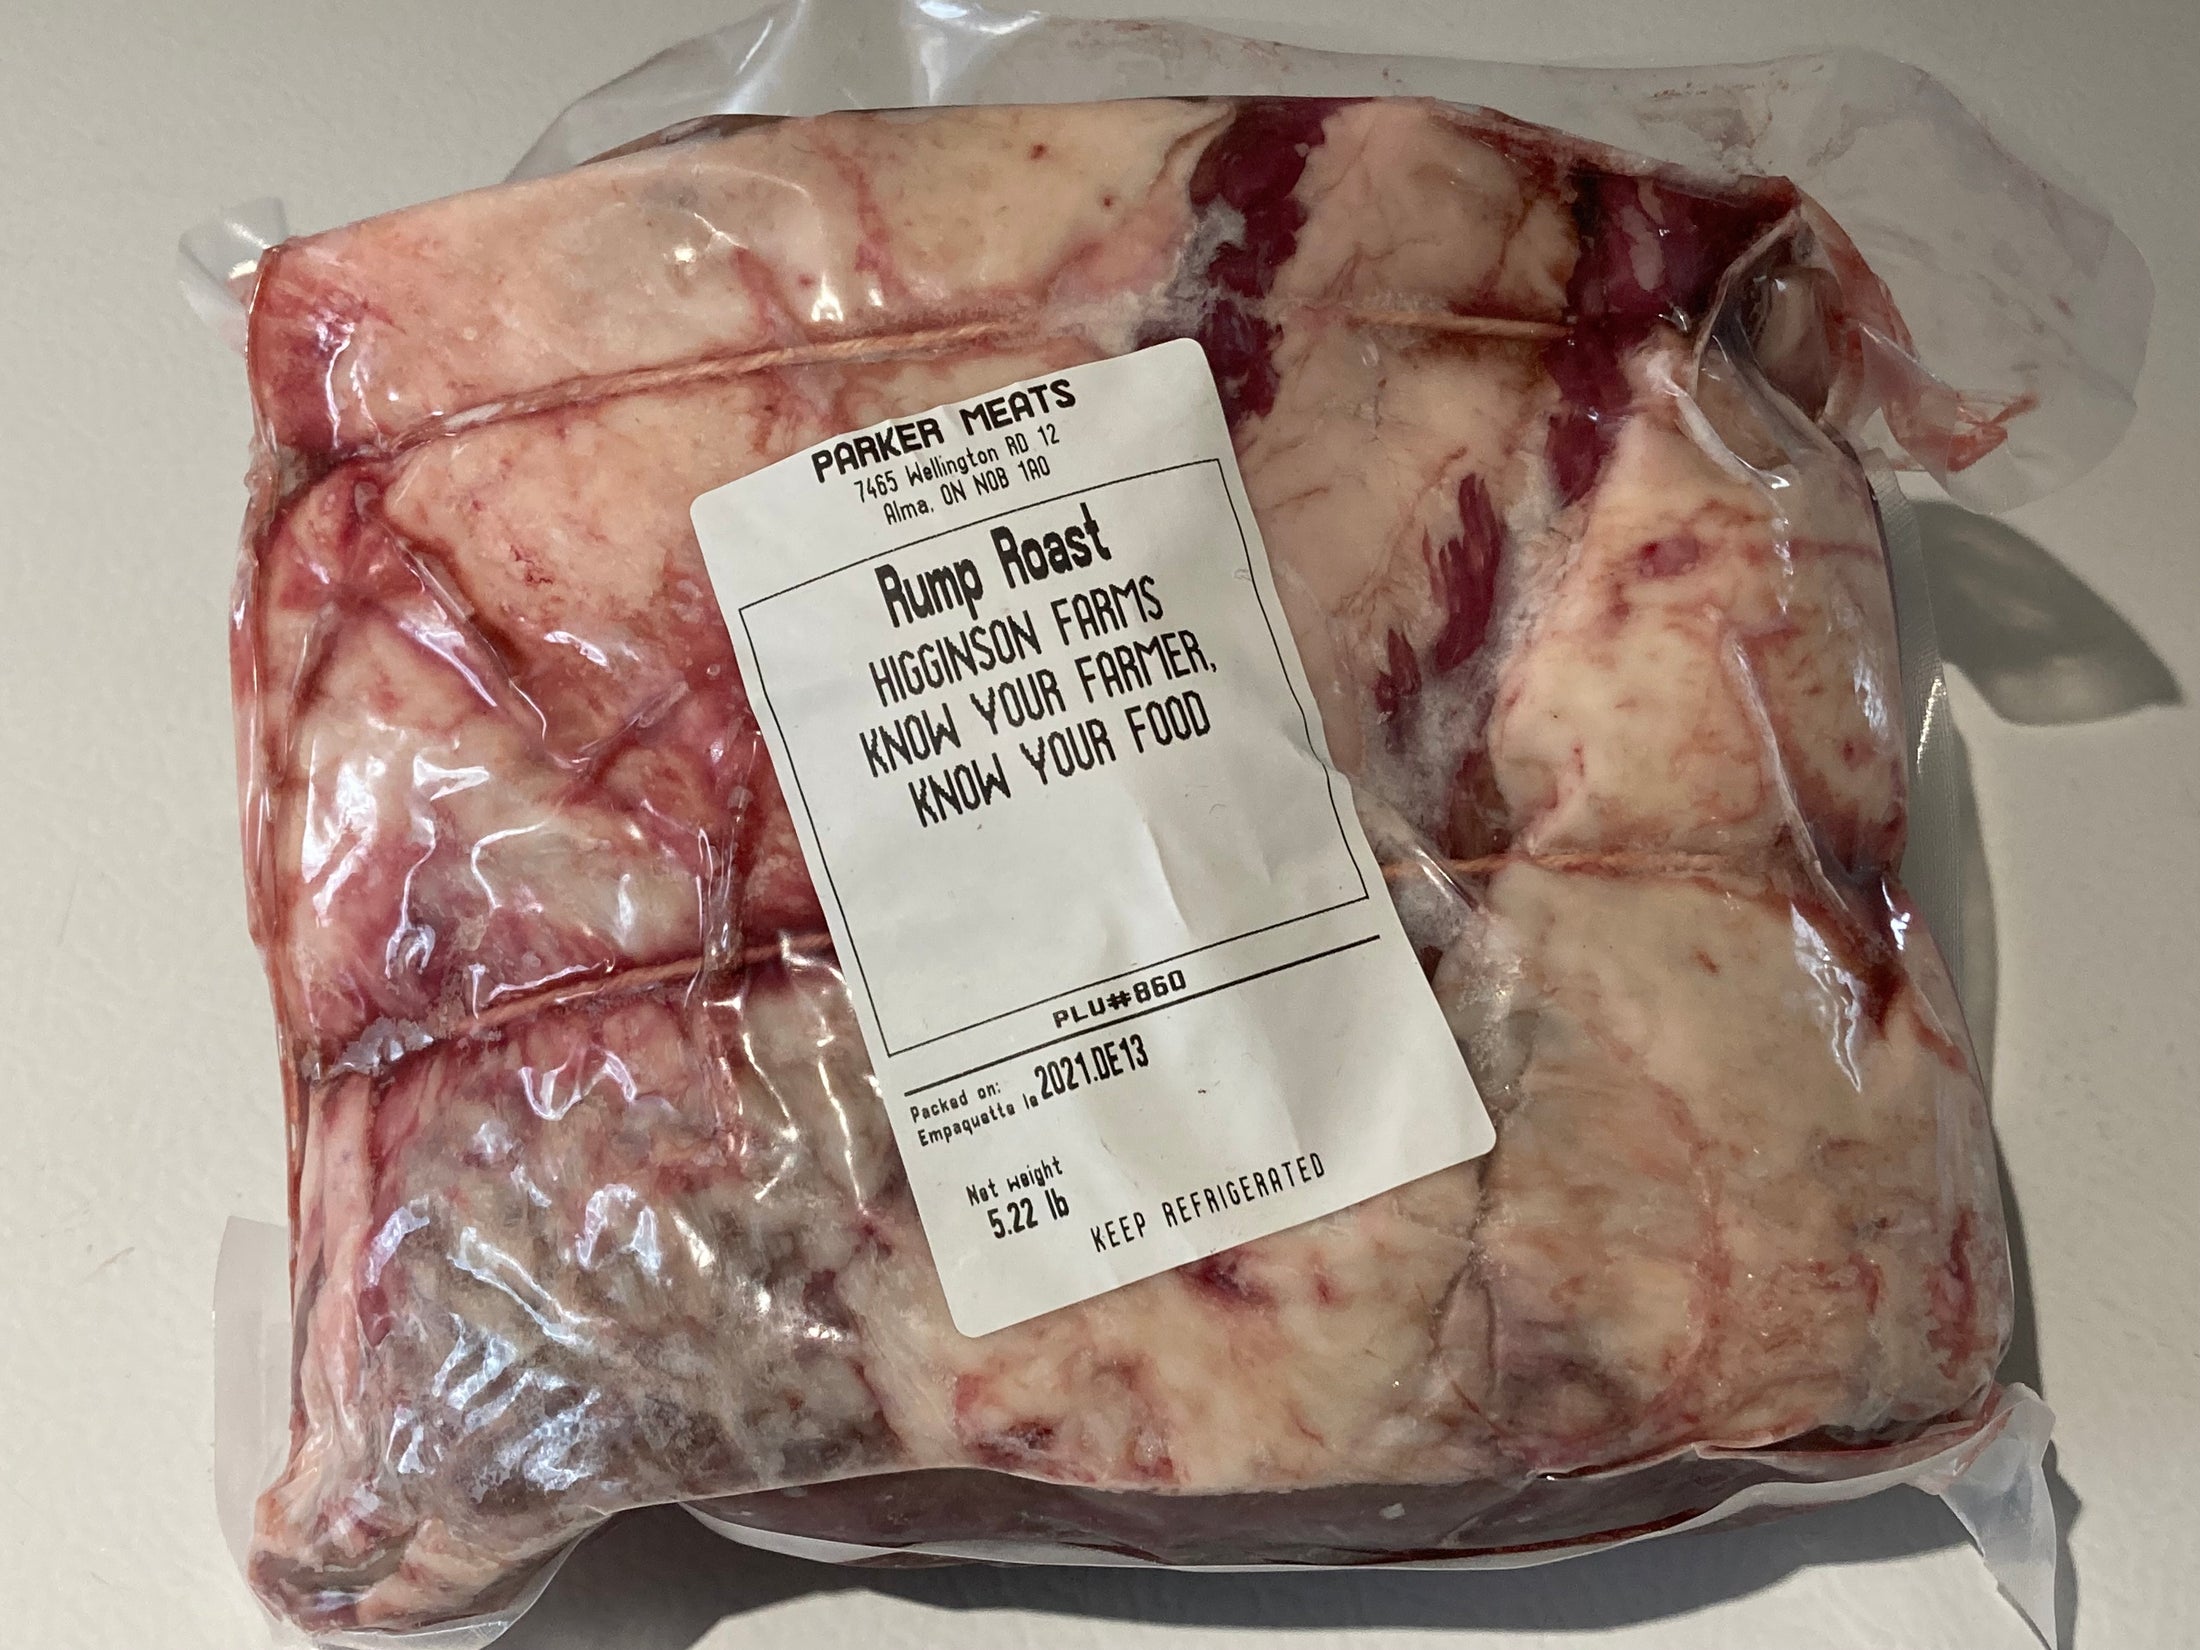 PARKER MEATS
7465 Wellington RD 12
Alma, ON N0B 1A0
Rump Roast
HIGGINSON FARMS
KNOW YOUR FARMER,
KNOW YOUR FOOD
PLU#860
Packed on:
Empaquette le 2021.DE13
Net weight
5.22 lb
KEEP REFRIGERATED